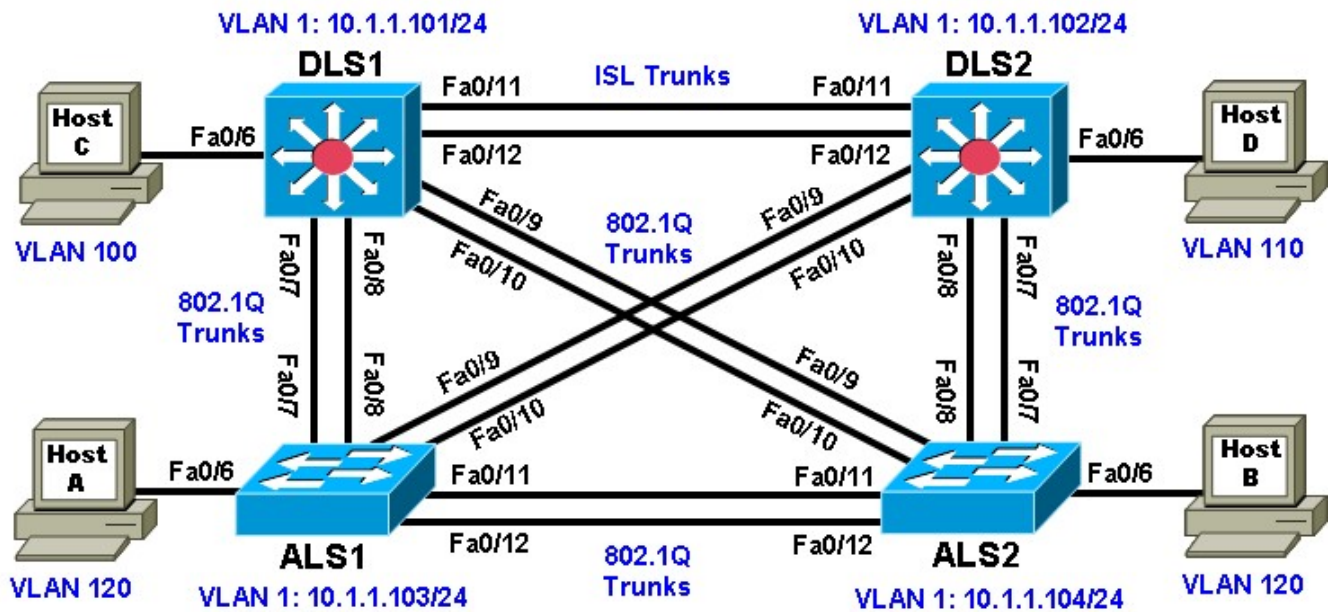 VLAN 1: 10.1.1.101/24
VLAN 1: 10.1.1.102/24
DLS1
DLS2
ISL Trunks
Fa0/11
Fa0/11
Host
C
Fa0/6
Fa0/12
Fa0/12
Fa0/6
Host
D
VLAN 100
VLAN 110
Fa0/9
802.1Q
Trunks
Fa0/9
Fa0/10
Fa0/10
Fa0/7
Fa0/8
802.1Q
Trunks
Fa0/8
Fa0/7
802.1Q
Trunks
Fa0/7
Fa0/8
Fa0/9
Fa0/10
Fa0/9
Fa0/10
Fa0/8
Fa0/7
Host
A
Fa0/6
Fa0/11
Fa0/11
Fa0/6
Host
B
ALS1
Fa0/12
Fa0/12
ALS2
802.1Q
Trunks
VLAN 120
VLAN 1: 10.1.1.103/24
VLAN 1: 10.1.1.104/24
VLAN 120